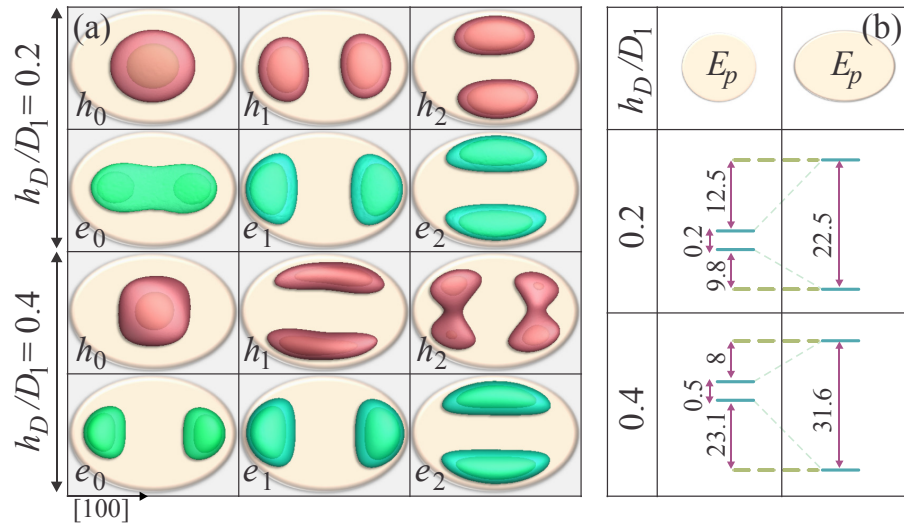 (a)
h_D/D_1 = 0.2
h_0
h_1
h_2
e_0
e_1
e_2
h_D/D_1 = 0.4
h_0
h_1
h_2
e_0
e_1
e_2
[100]
(b)
h_D/D_1
E_p
E_p
0.2
12.5
0.2
9.8
22.5
0.4
8
0.5
23.1
31.6